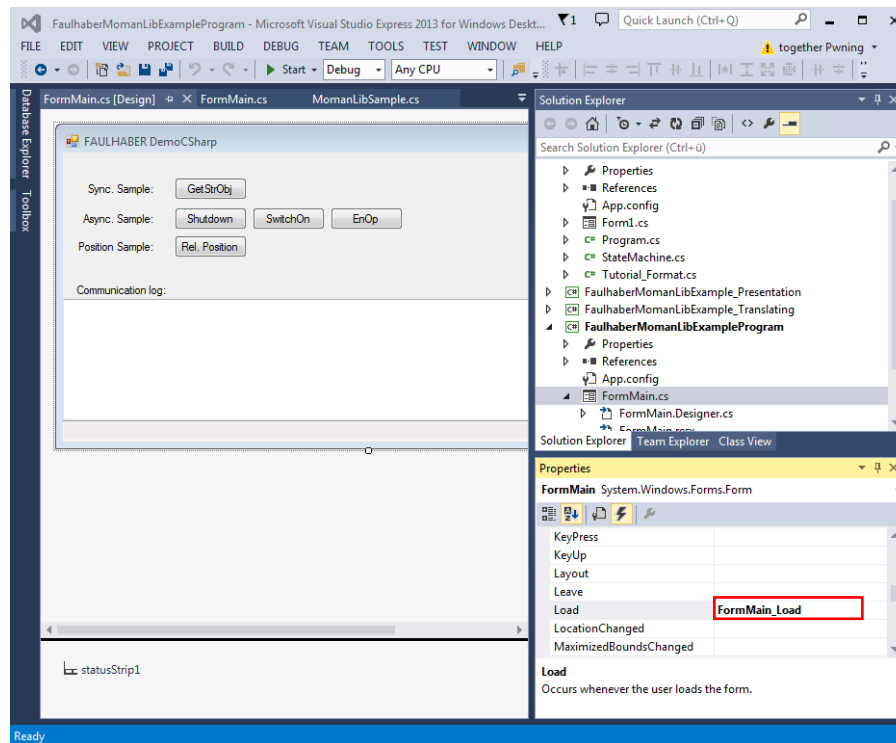 FaulhaberMomanLibExampleProgram - Microsoft Visual Studio Express 2013 for Windows Deskt...
1
Quick Launch (Ctrl+Q)
FILE EDIT VIEW PROJECT BUILD DEBUG TEAM TOOLS TEST WINDOW HELP
together Pwning
Start Debug Any CPU
Database Explorer
Toolbox
FormMain.cs [Design] FormMain.cs MomanLibSample.cs
FAULHABER DemoCSharp
Sync. Sample: GetStrObj
Async. Sample: Shutdown SwitchOn EnOp
Position Sample: Rel. Position
Communication log:
statusStrip1
Solution Explorer
Search Solution Explorer (Ctrl+ü)
Properties
References
App.config
Form1.cs
C# Program.cs
C# StateMachine.cs
C# Tutorial_Format.cs
C# FaulhaberMomanLibExample_Presentation
C# FaulhaberMomanLibExample_Translating
C# FaulhaberMomanLibExampleProgram
Properties
References
App.config
FormMain.cs
FormMain.Designer.cs
FormMain.resx
Solution Explorer Team Explorer Class View
Properties
FormMain System.Windows.Forms.Form
KeyPress
KeyUp
Layout
Leave
Load FormMain_Load
LocationChanged
MaximizedBoundsChanged
Load
Occurs whenever the user loads the form.
Ready